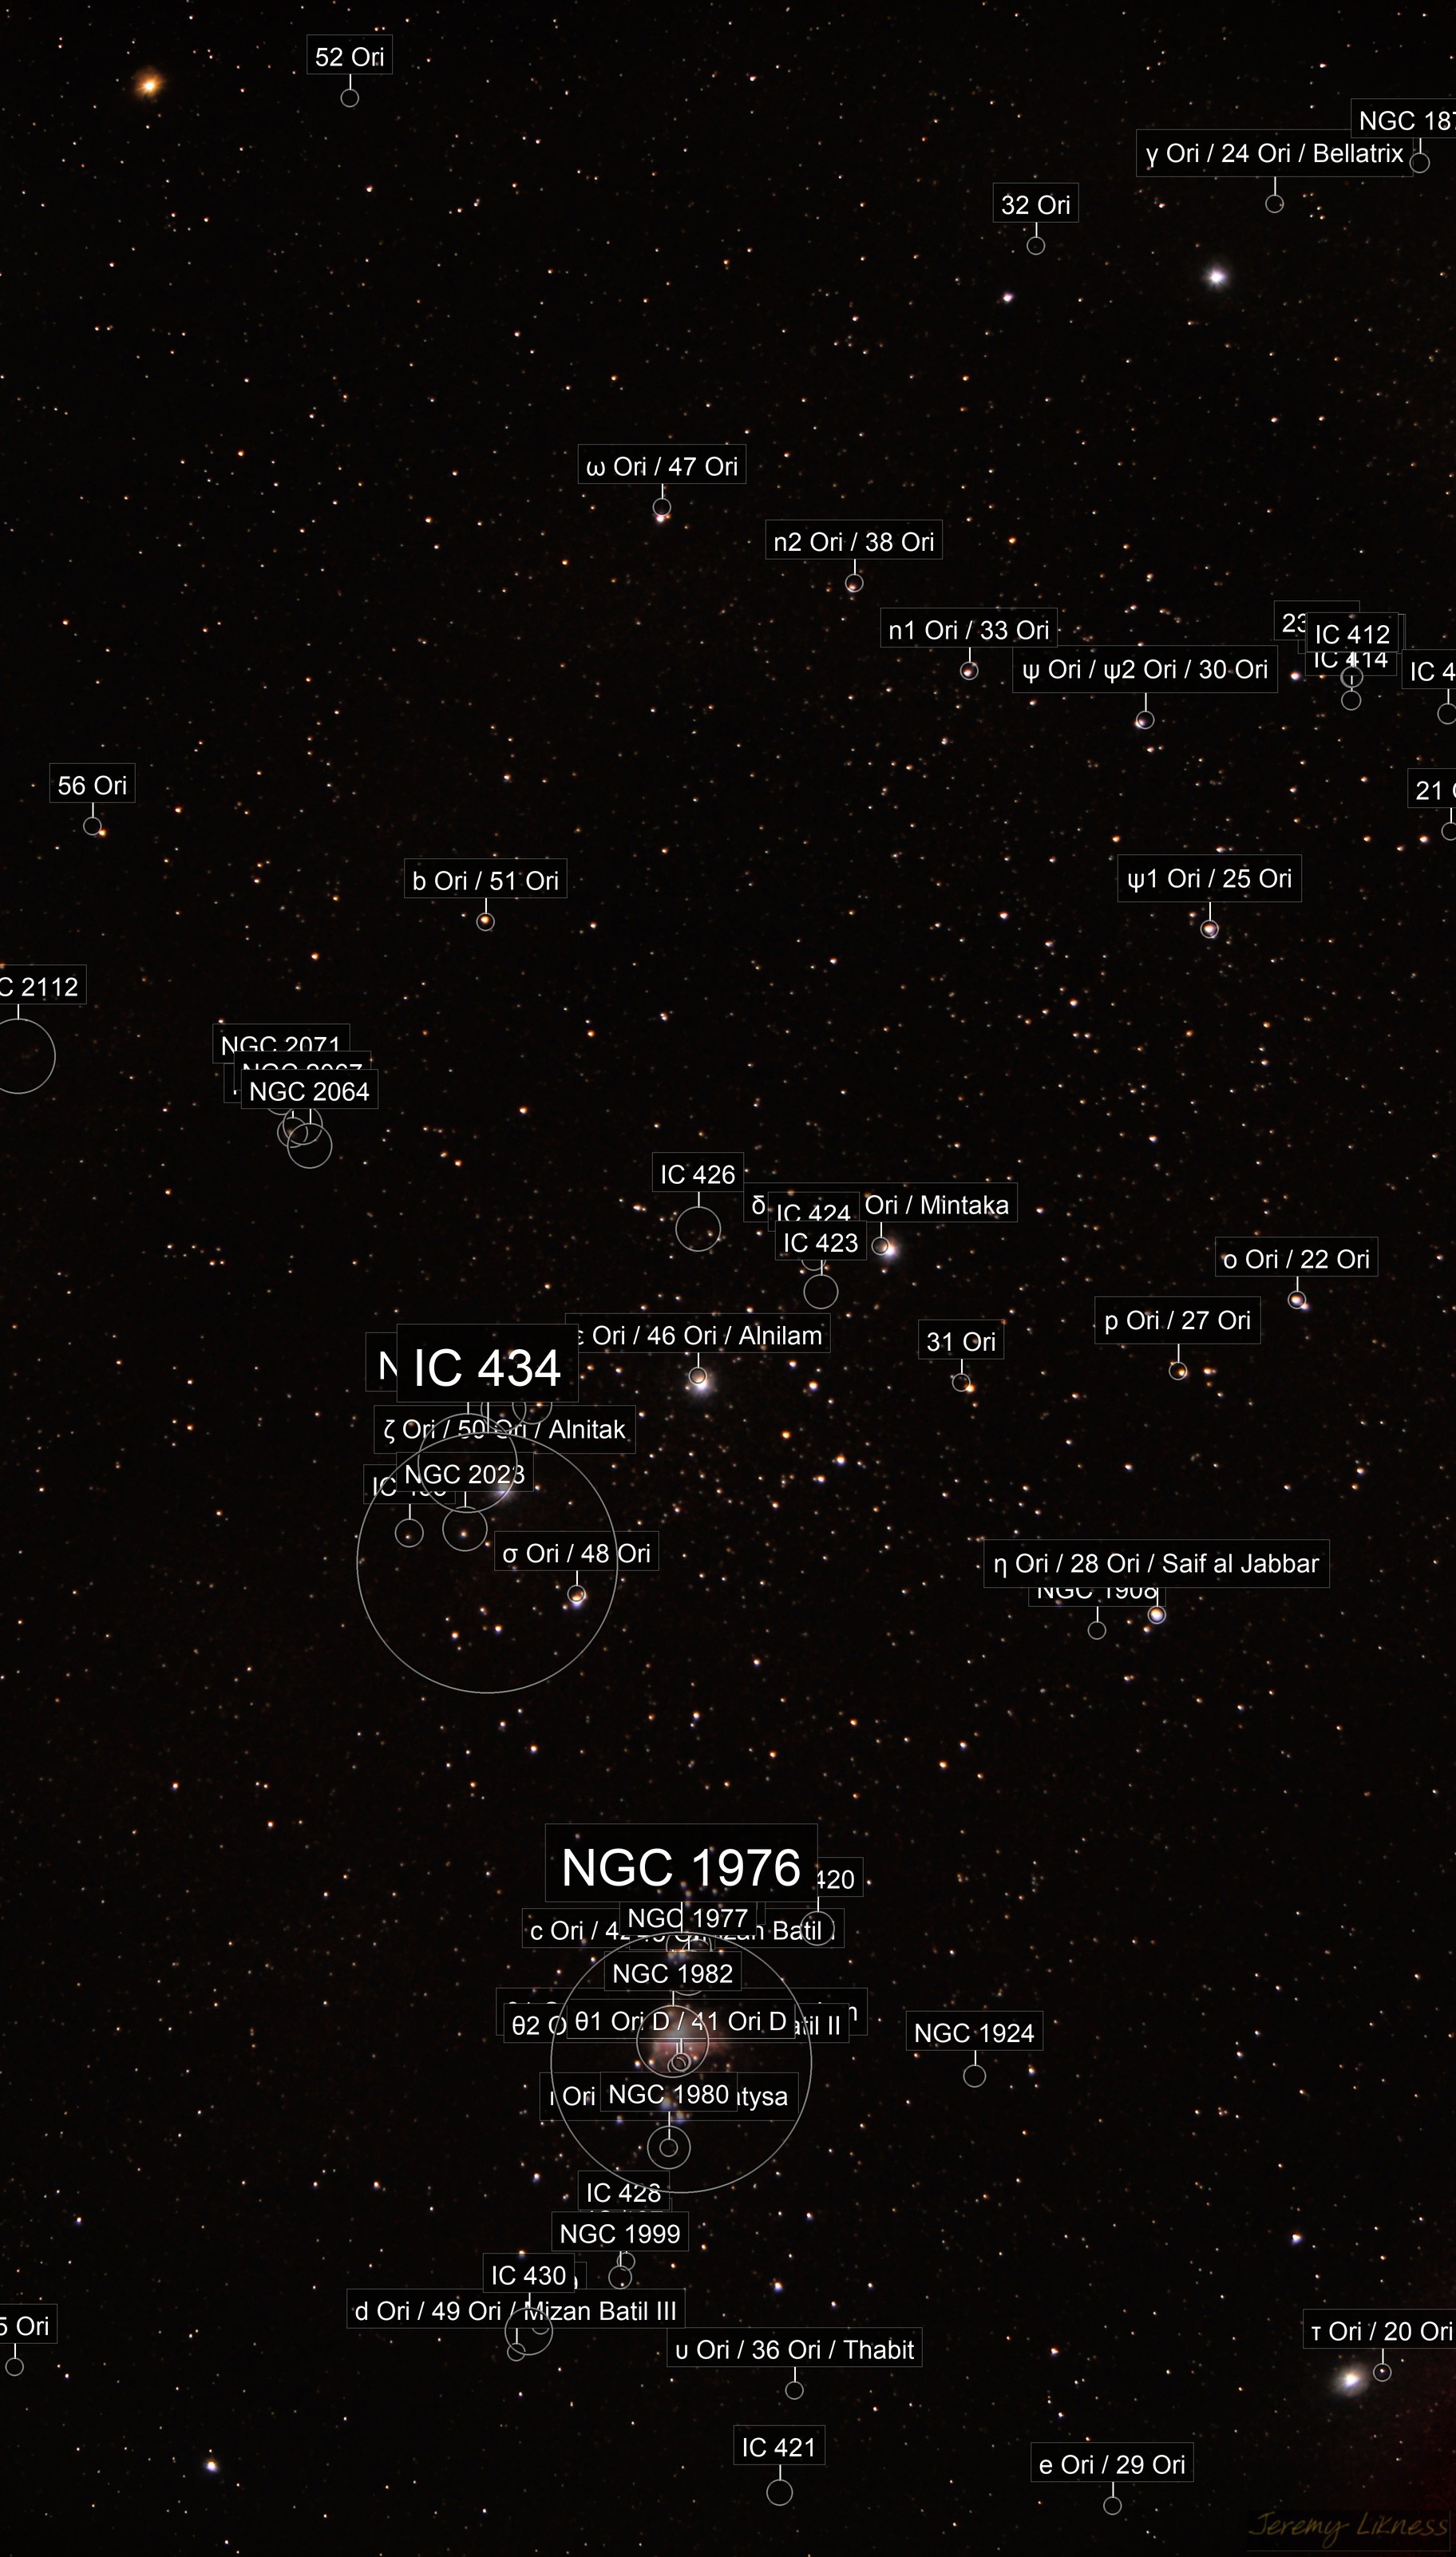 52 Ori
NGC 187
γ Ori / 24 Ori / Bellatrix
32 Ori
ω Ori / 47 Ori
n2 Ori / 38 Ori
n1 Ori / 33 Ori
23
IC 412
IC 414
ψ Ori / ψ2 Ori / 30 Ori
IC 4
56 Ori
21
b Ori / 51 Ori
ψ1 Ori / 25 Ori
C 2112
NGC 2071
NGC 2067
NGC 2064
IC 426
δ Ori / Mintaka
IC 424
IC 423
ο Ori / 22 Ori
p Ori / 27 Ori
ε Ori / 46 Ori / Alnilam
31 Ori
N
IC 434
ζ Ori / 50 Ori / Alnitak
NGC 2023
IC
σ Ori / 48 Ori
η Ori / 28 Ori / Saif al Jabbar
NGC 1908
NGC 1976
420
NGC 1977
c Ori / 42 Batil I
NGC 1982
θ2 O
θ1 Ori D / 41 Ori D
atil II
NGC 1924
Ori
NGC 1980
tysa
IC 428
NGC 1999
IC 430
d Ori / 49 Ori / Mizan Batil III
5 Ori
τ Ori / 20 Ori
υ Ori / 36 Ori / Thabit
IC 421
e Ori / 29 Ori
Jeremy Likness